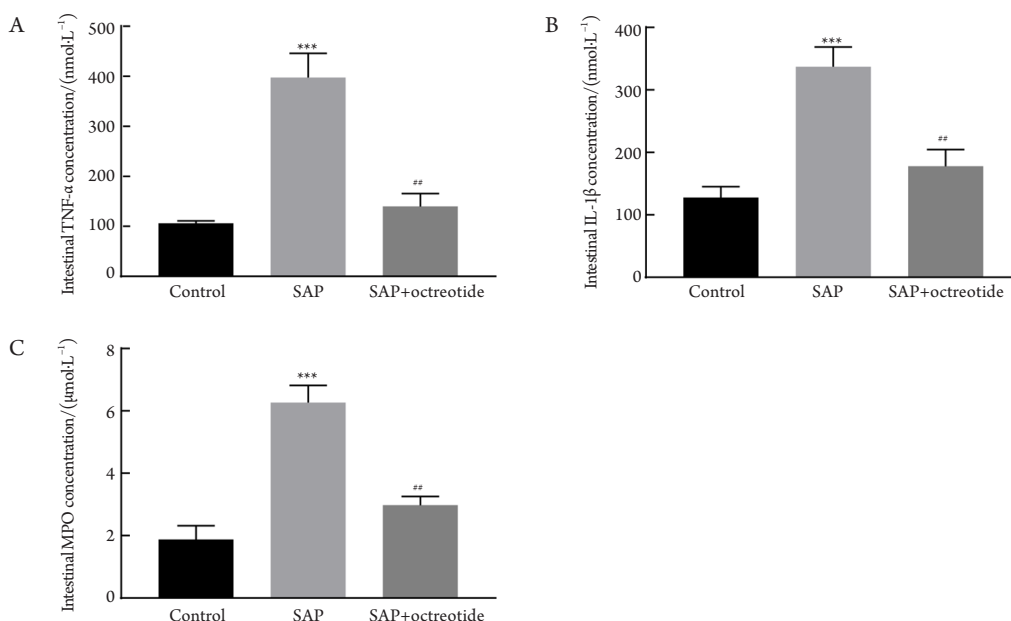 A
Intestinal TNF-α concentration/(nmol·L⁻¹)
500
400
300
200
100
0
***
##
Control SAP SAP+octreotide
B
Intestinal IL-1β concentration/(nmol·L⁻¹)
400
300
200
100
0
***
##
Control SAP SAP+octreotide
C
Intestinal MPO concentration/(μmol·L⁻¹)
8
6
4
2
0
***
##
Control SAP SAP+octreotide